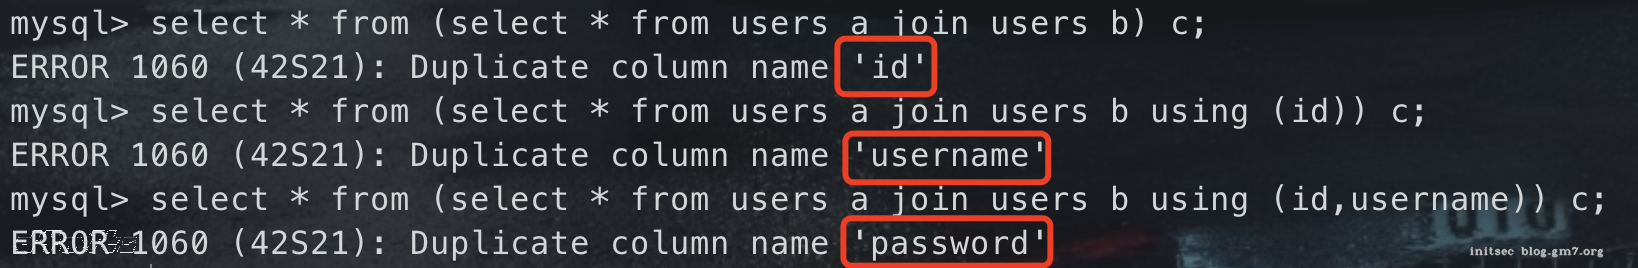 mysql> select * from (select * from users a join users b) c;
ERROR 1060 (42S21): Duplicate column name 'id'
mysql> select * from (select * from users a join users b using (id)) c;
ERROR 1060 (42S21): Duplicate column name 'username'
mysql> select * from (select * from users a join users b using (id,username)) c;
ERROR 1060 (42S21): Duplicate column name 'password'
initsec blog.gm7.org